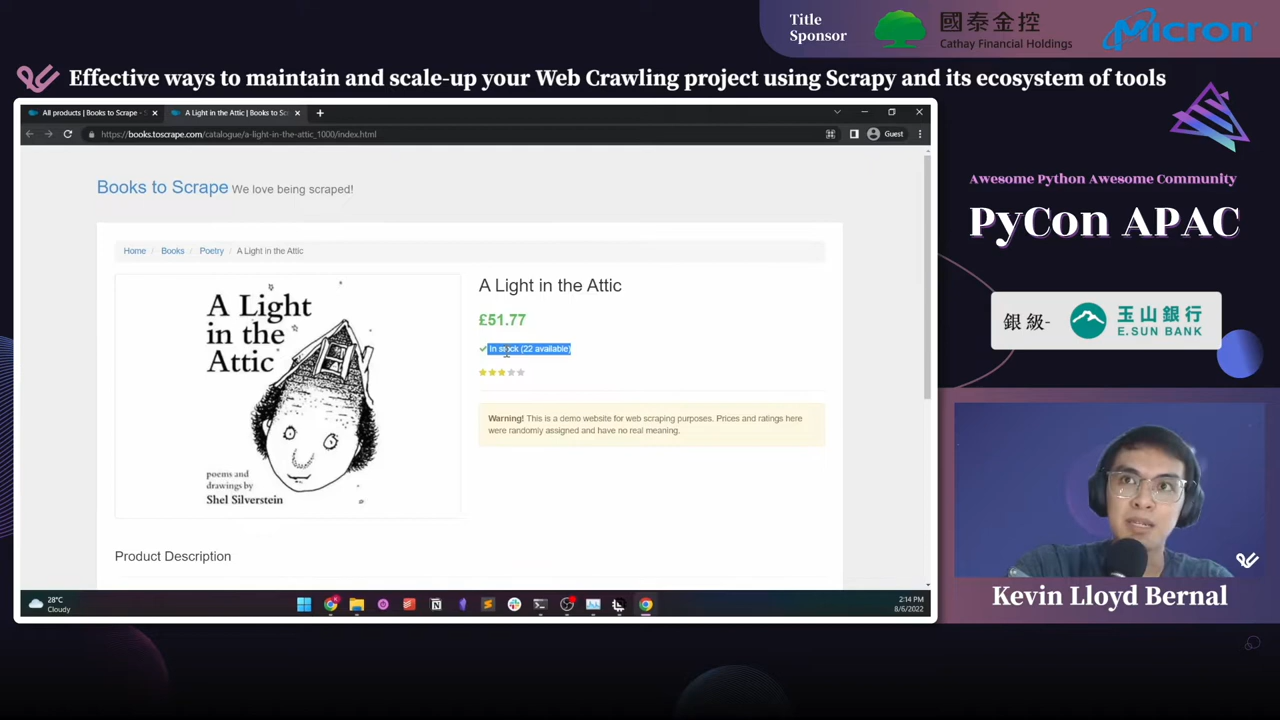 Title
Sponsor
國泰金控
Cathay Financial Holdings
Micron
Effective ways to maintain and scale-up your Web Crawling project using Scrapy and its ecosystem of tools
All products | Books to Scrape - S
A Light in the Attic | Books to Sc
Guest
https://books.toscrape.com/catalogue/a-light-in-the-attic_1000/index.html
Books to Scrape We love being scraped!
Home / Books / Poetry / A Light in the Attic
A Light
in the
Attic
poems and
drawings by
Shel Silverstein
A Light in the Attic
£51.77
In stock (22 available)
Warning! This is a demo website for web scraping purposes. Prices and ratings here
were randomly assigned and have no real meaning.
Product Description
28°C
Cloudy
2:14 PM
8/6/2022
Awesome Python Awesome Community
PyCon APAC
銀級-
玉山銀行
E.SUN BANK
Kevin Lloyd Bernal